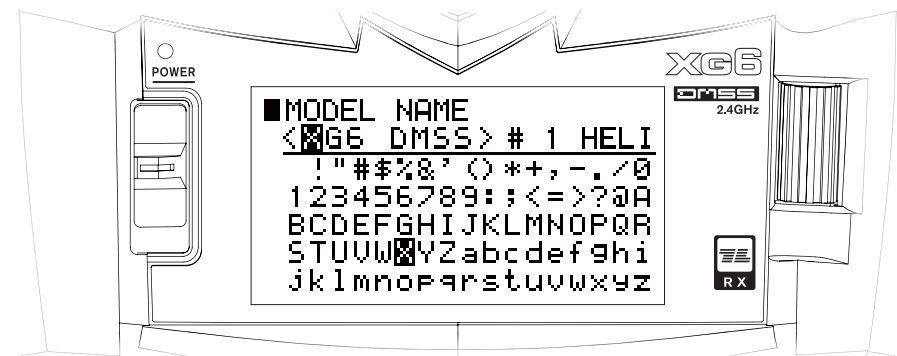 POWER
XG6
DMSS
2.4GHz
■MODEL NAME
<XG6 DMSS> # 1 HELI
!"#$%&’()*+,-./0
123456789:;<=>?@A
BCDEFGHIJKLMNOPQR
STUVWXYZabcdefghi
jklmnopqrstuvwxyz
RX